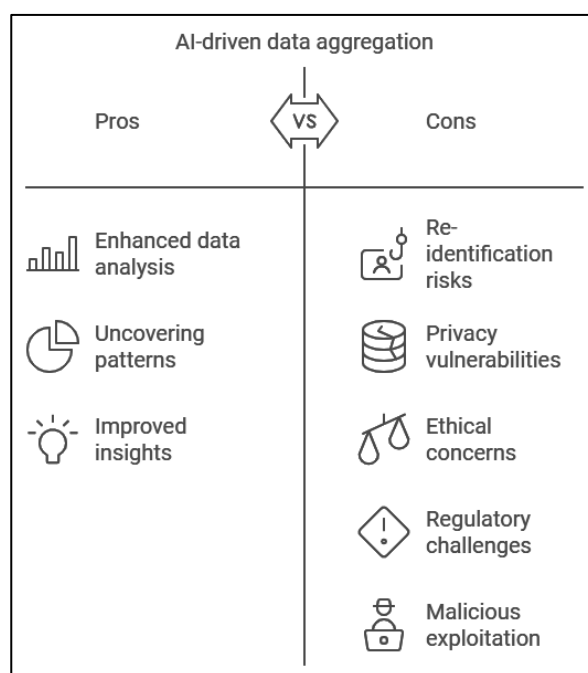 AI-driven data aggregation
Pros
VS
Cons
Enhanced data
analysis
Uncovering
patterns
Improved
insights
Re-
identification
risks
Privacy
vulnerabilities
Ethical
concerns
Regulatory
challenges
Malicious
exploitation